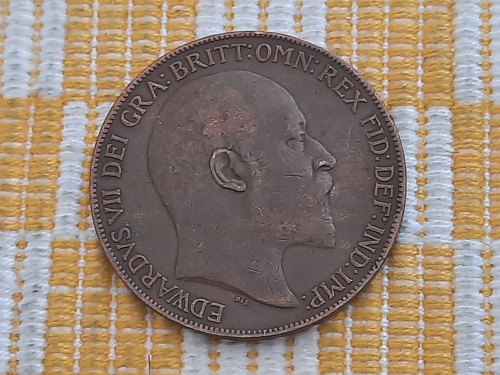 EDWARDVS VII DEI GRA: BRITT: OMN: REX FID: DEF: IND: IMP: